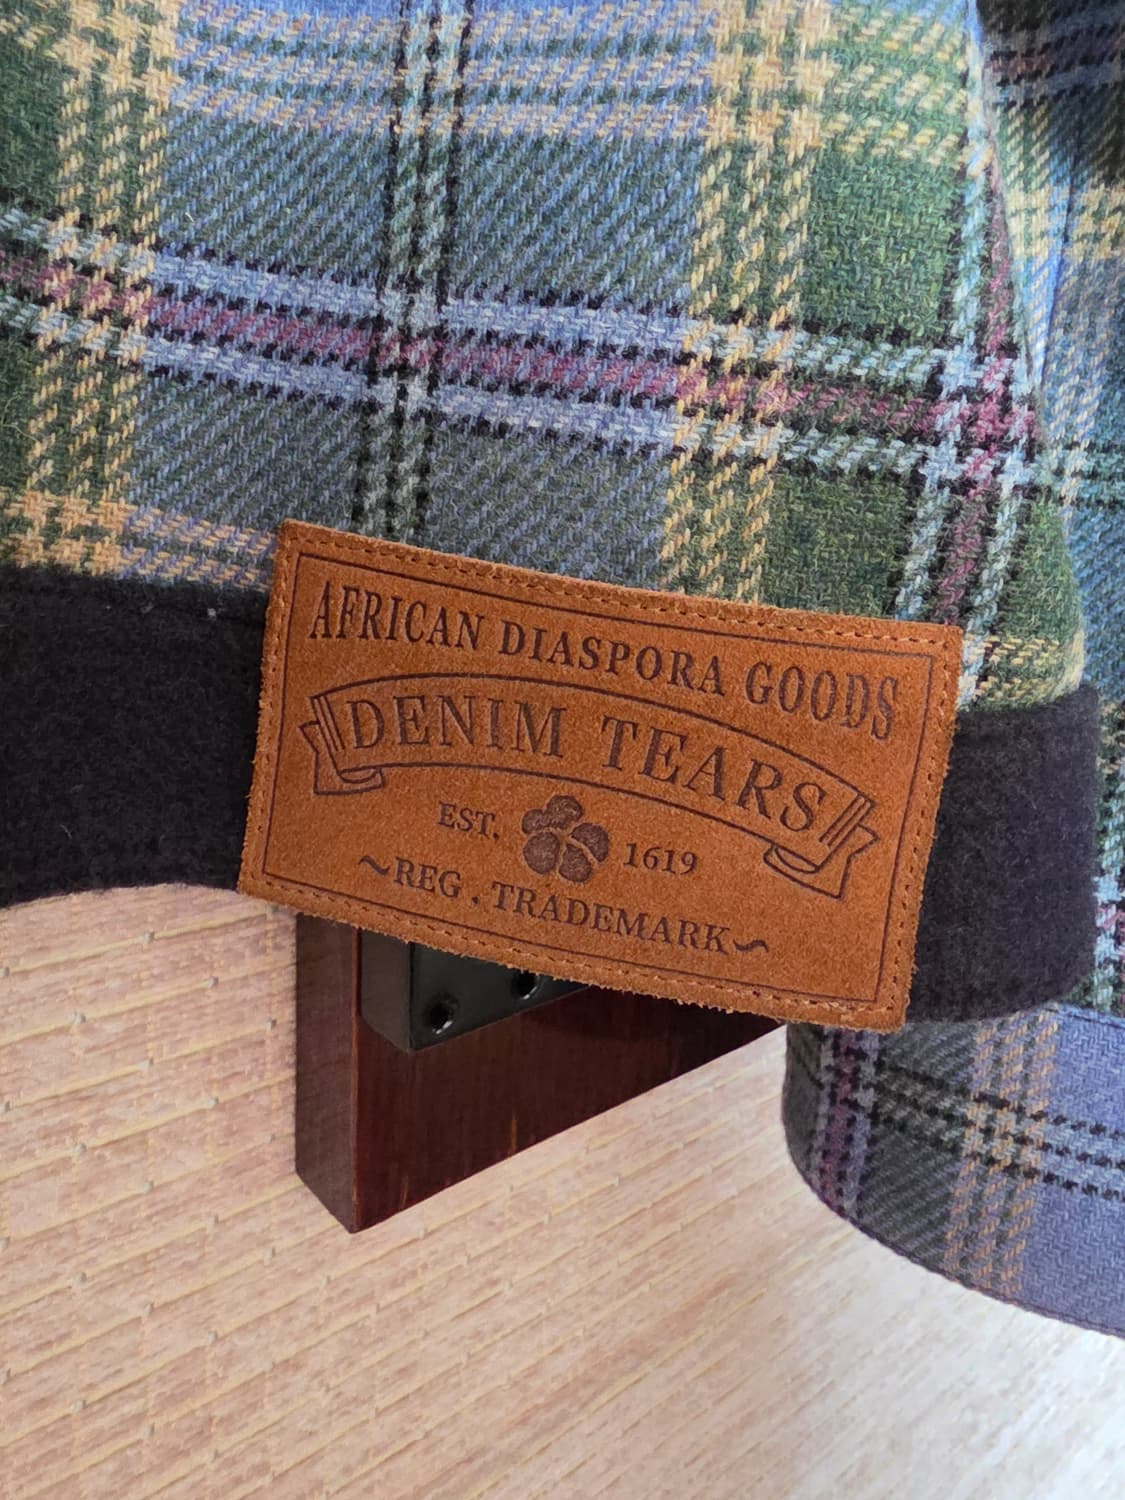 AFRICAN DIASPORA GOODS
DENIM TEARS
EST. 1619
~REG . TRADEMARK~